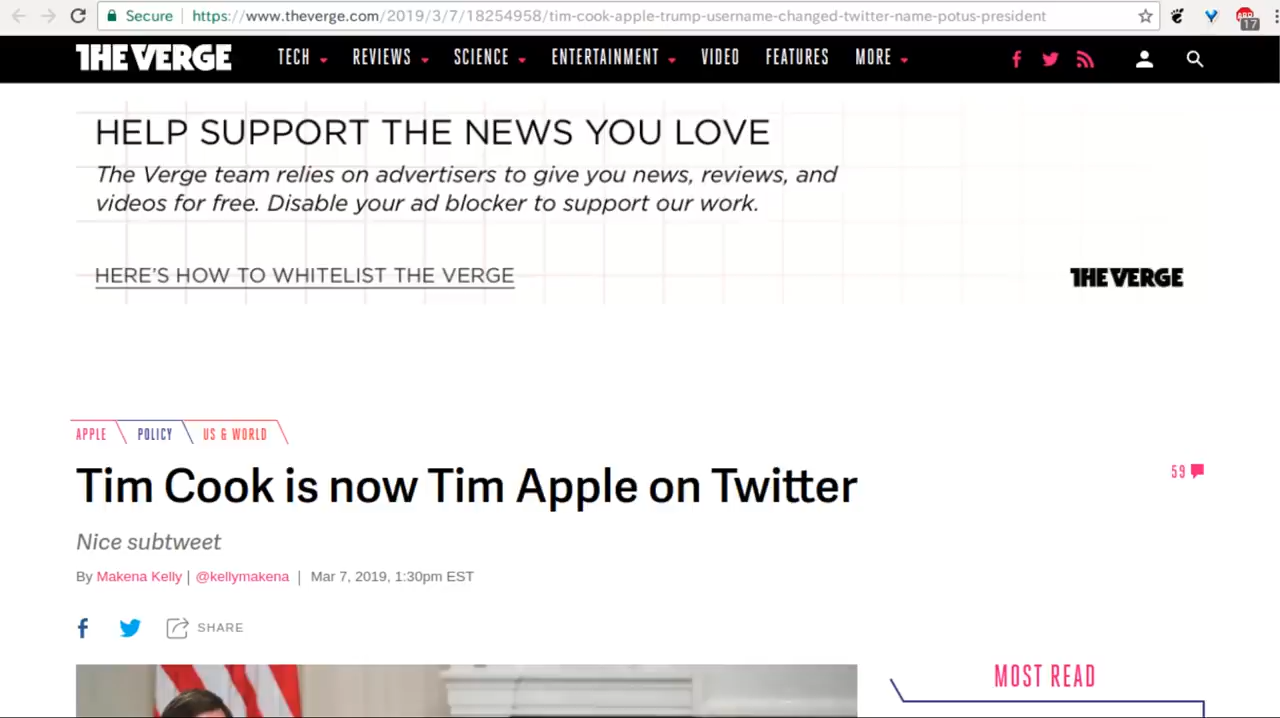 Secure https://www.theverge.com/2019/3/7/18254958/tim-cook-apple-trump-username-changed-twitter-name-potus-president
17
THE VERGE TECH REVIEWS SCIENCE ENTERTAINMENT VIDEO FEATURES MORE
HELP SUPPORT THE NEWS YOU LOVE
The Verge team relies on advertisers to give you news, reviews, and
videos for free. Disable your ad blocker to support our work.
HERE'S HOW TO WHITELIST THE VERGE
THE VERGE
APPLE POLICY US & WORLD
Tim Cook is now Tim Apple on Twitter
59
Nice subtweet
By Makena Kelly | @kellymakena | Mar 7, 2019, 1:30pm EST
SHARE
MOST READ